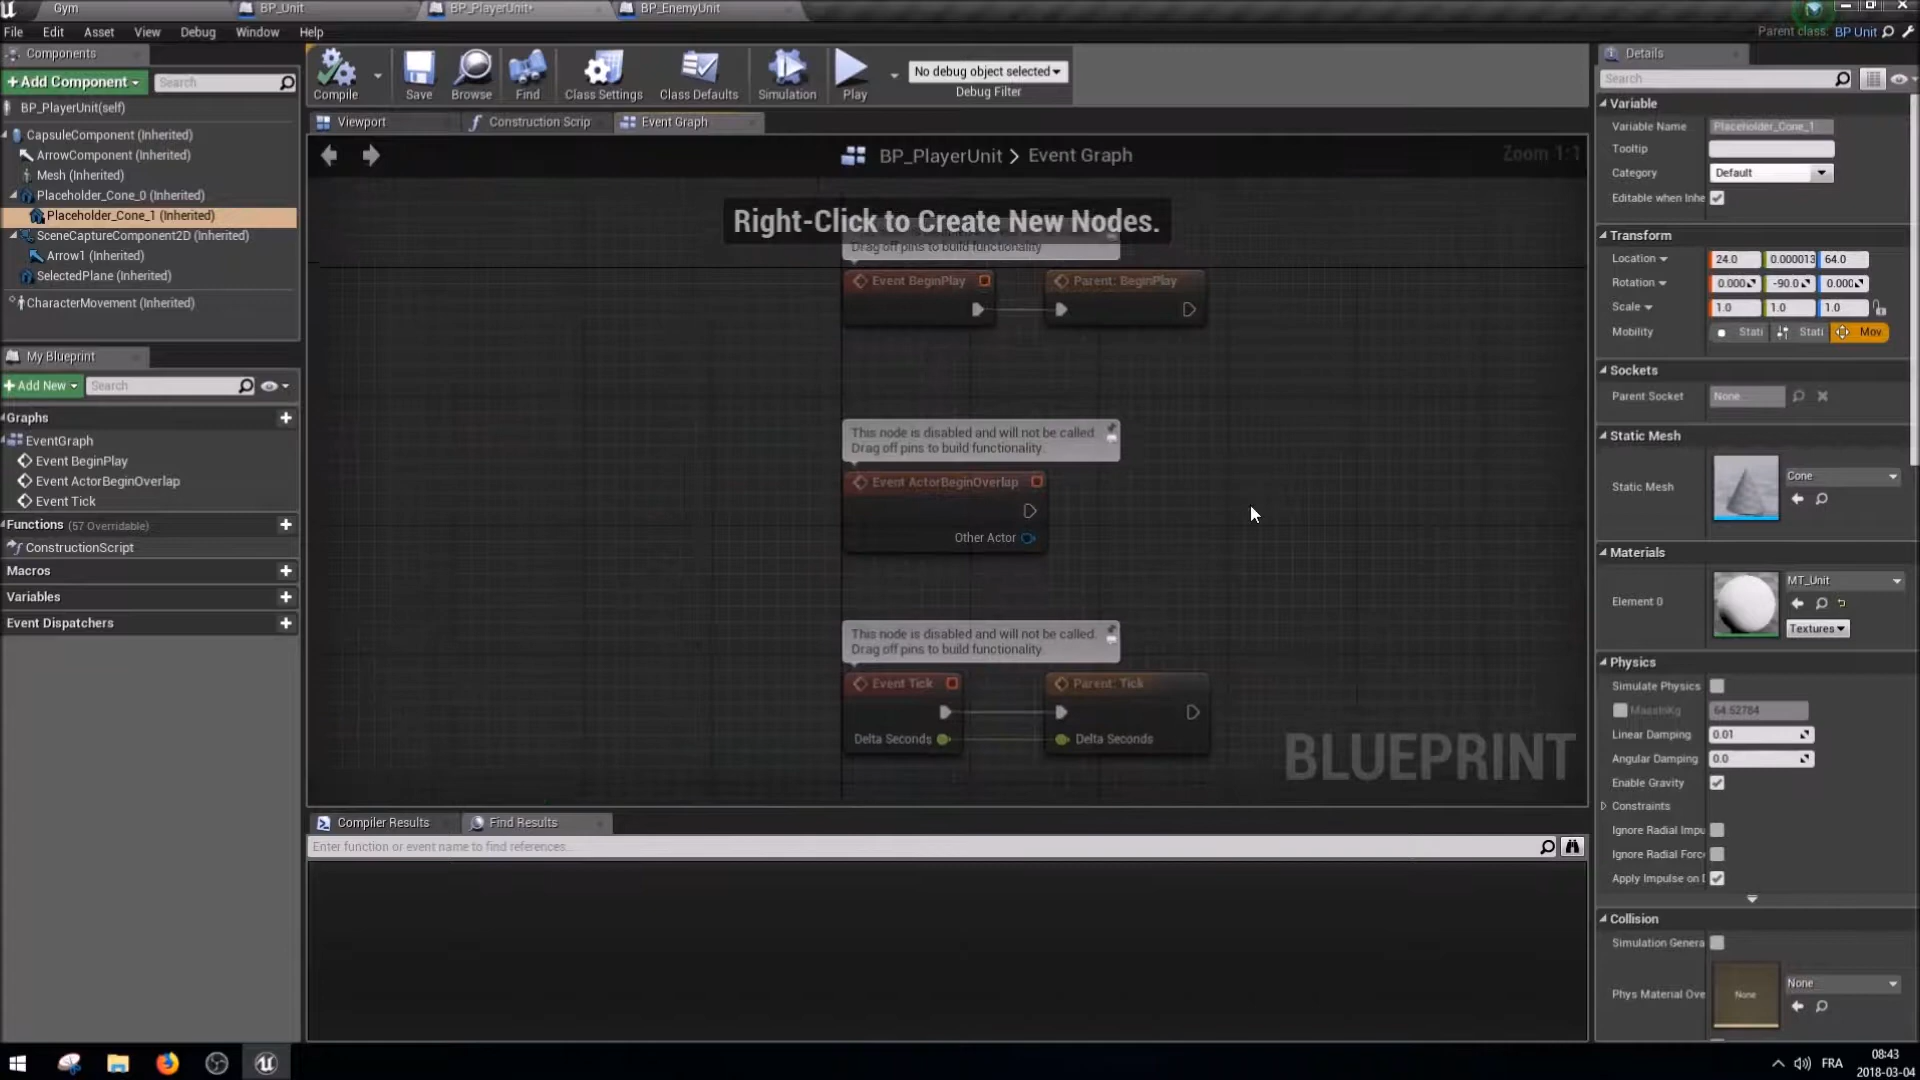 Gym
BP_Unit
BP_PlayerUnit*
BP_EnemyUnit
File Edit Asset View Window Debug Help
Parent class: BP Unit
Components
+Add Component
Search
BP_PlayerUnit(self)
CapsuleComponent (Inherited)
ArrowComponent (Inherited)
Mesh (Inherited)
Placeholder_Cone_0 (Inherited)
Placeholder_Cone_1 (Inherited)
SceneCaptureComponent2D (Inherited)
Arrow1 (Inherited)
SelectedPlane (Inherited)
CharacterMovement (Inherited)
My Blueprint
+Add New
Search
Graphs
EventGraph
Event BeginPlay
Event ActorBeginOverlap
Event Tick
Functions (57 Overridable)
ConstructionScript
Macros
Variables
Event Dispatchers
Compile
Save
Browse
Find
Class Settings
Class Defaults
Simulation
Play
No debug object selected
Debug Filter
Viewport
Construction Scrip
Event Graph
BP_PlayerUnit > Event Graph
Zoom 1:1
Right-Click to Create New Nodes.
Drag off pins to build functionality
Event BeginPlay
Parent: BeginPlay
This node is disabled and will not be called.
Drag off pins to build functionality.
Event ActorBeginOverlap
Other Actor
This node is disabled and will not be called.
Drag off pins to build functionality.
Event Tick
Parent: Tick
Delta Seconds
Delta Seconds
BLUEPRINT
Compiler Results
Find Results
Enter function or event name to find references...
Details
Search
Variable
Variable Name Placeholder_Cone_1
Tooltip
Category Default
Editable when Inhe
Transform
Location 24.0 0.000013 64.0
Rotation 0.000 -90.0 0.000
Scale 1.0 1.0 1.0
Mobility Stati Stati Mov
Sockets
Parent Socket None
Static Mesh
Static Mesh Cone
Materials
Element 0 MT_Unit
Textures
Physics
Simulate Physics
MassInKg 64.52784
Linear Damping 0.01
Angular Damping 0.0
Enable Gravity
Constraints
Ignore Radial Impu
Ignore Radial Forc
Apply Impulse on D
Collision
Simulation Genera
Phys Material Ove None None
FRA
08:43
2018-03-04